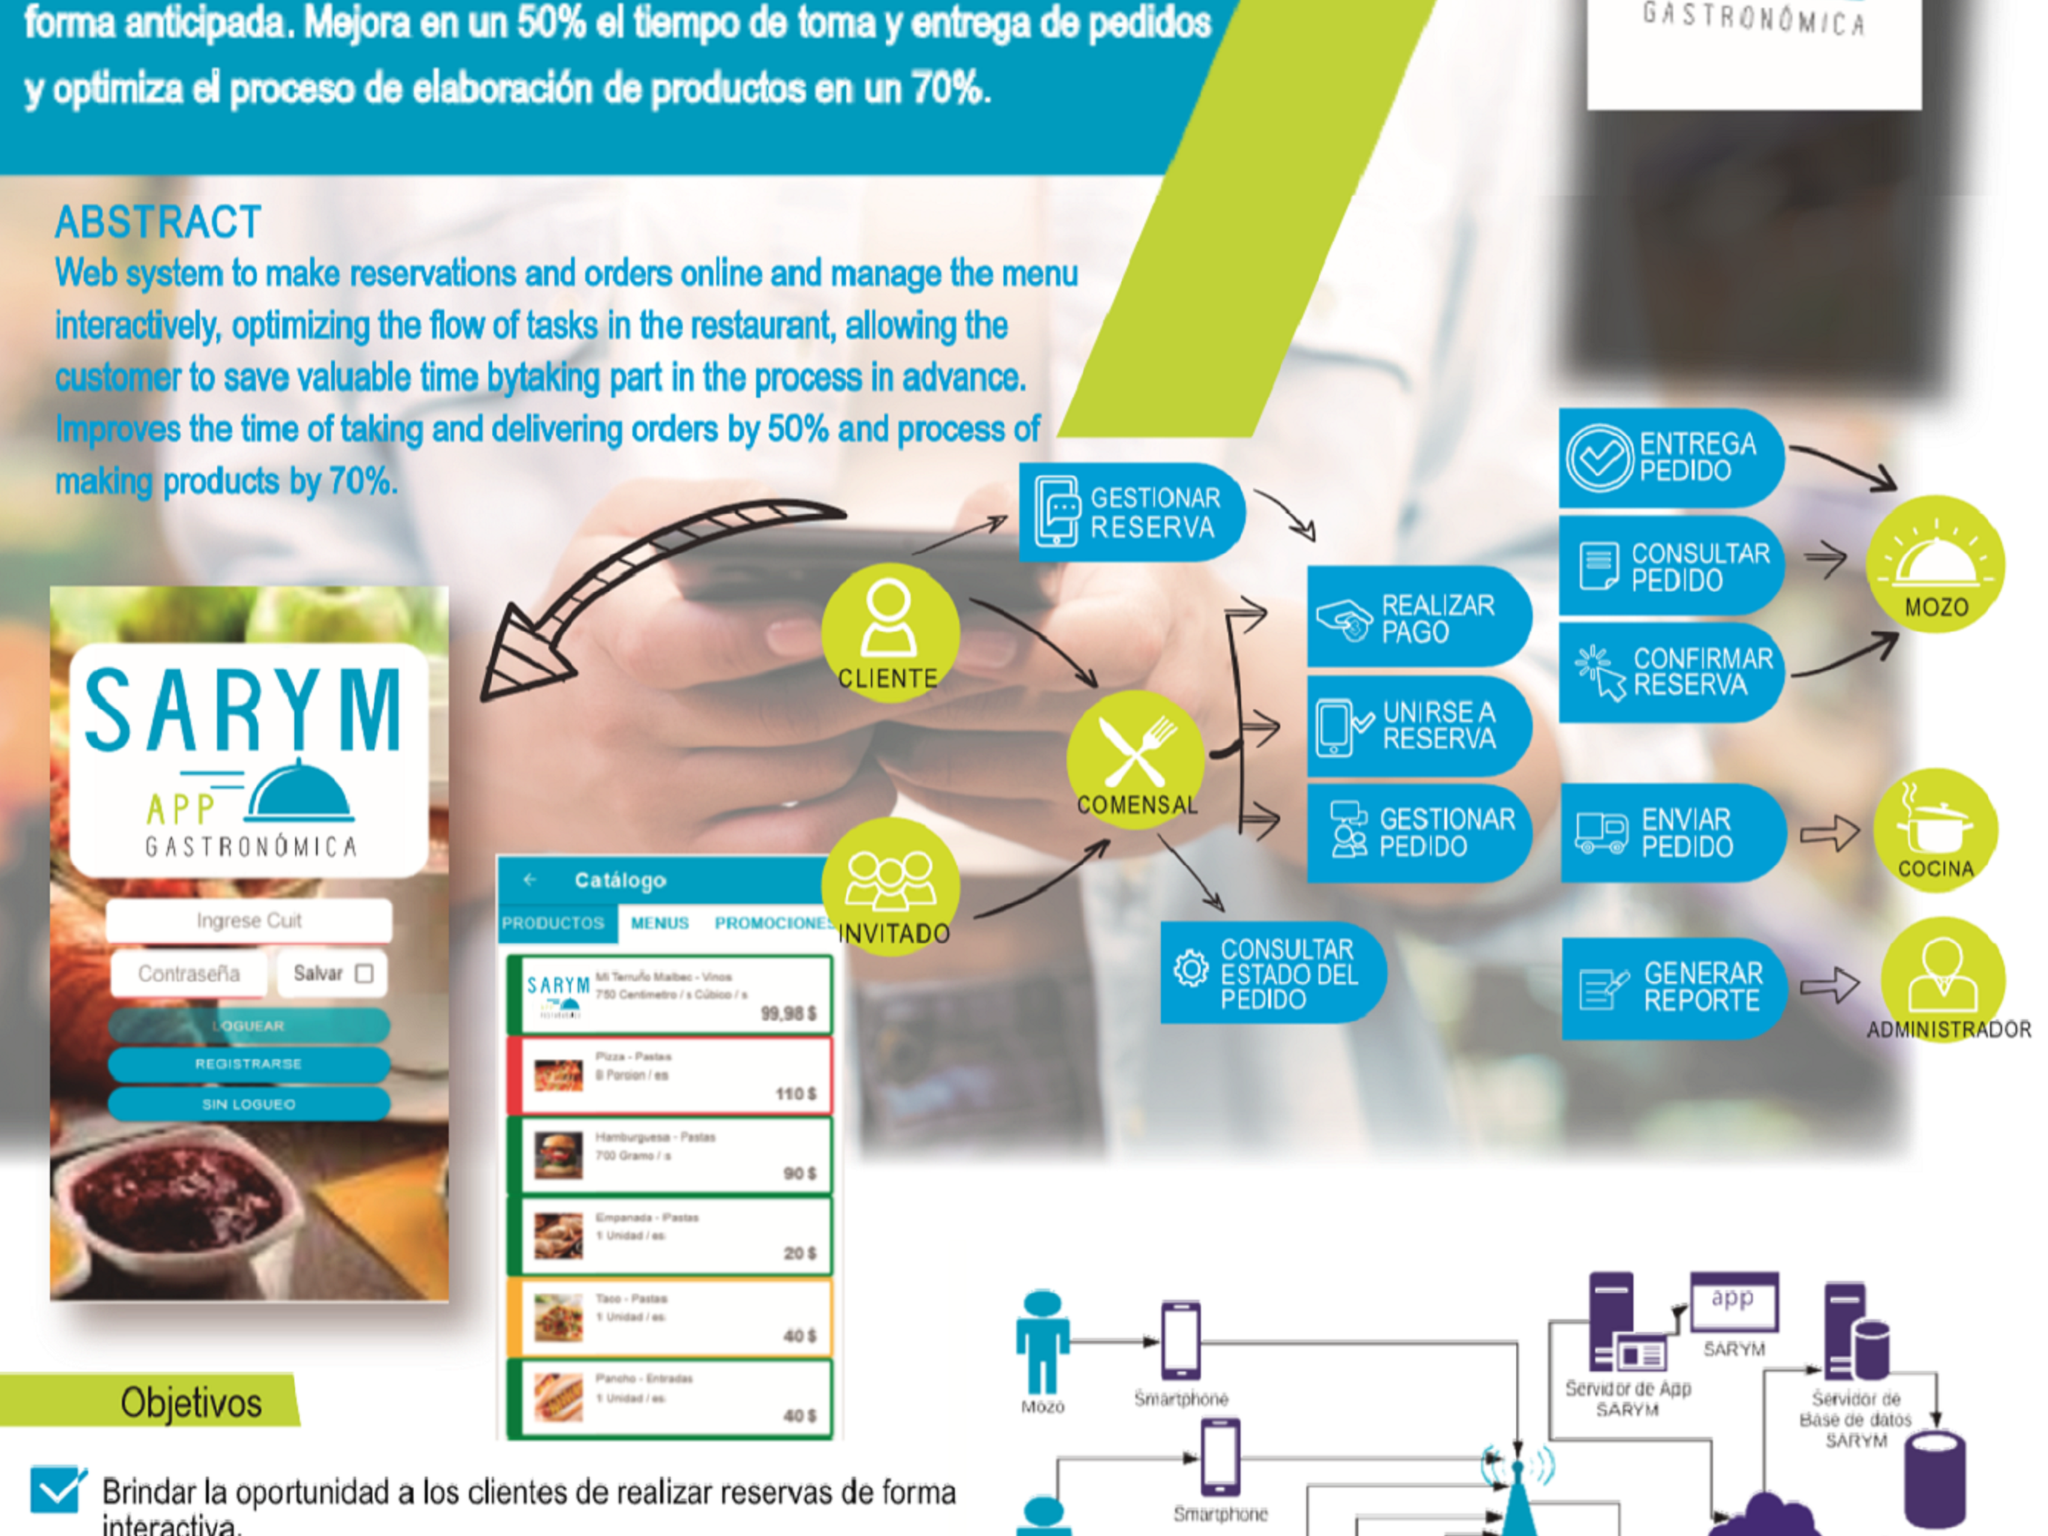 forma anticipada. Mejora en un 50% el tiempo de toma y entrega de pedidos
y optimiza el proceso de elaboración de productos en un 70%.
GASTRONÓMICA
ABSTRACT
Web system to make reservations and orders online and manage the menu
interactively, optimizing the flow of tasks in the restaurant, allowing the
customer to save valuable time bytaking part in the process in advance.
Improves the time of taking and delivering orders by 50% and process of
making products by 70%.
GESTIONAR
RESERVA
CLIENTE
COMENSAL
INVITADO
REALIZAR
PAGO
UNIRSE A
RESERVA
GESTIONAR
PEDIDO
CONSULTAR
ESTADO DEL
PEDIDO
ENTREGA
PEDIDO
CONSULTAR
PEDIDO
CONFIRMAR
RESERVA
MOZO
ENVIAR
PEDIDO
COCINA
GENERAR
REPORTE
ADMINISTRADOR
SARYM
APP
GASTRONÓMICA
Ingrese Cuit
Contraseña
Salvar
LOGUEAR
REGISTRARSE
SIN LOGUEO
Catálogo
PRODUCTOS MENUS PROMOCIONES
SARYM
Mi Terruño Malbec - Vinos
750 Centimetro / s Cúbico / s
99,98 $
Pizza - Pastas
8 Porcion / es
110 $
Hamburguesa - Pastas
700 Gramo / s
90 $
Empanada - Pastas
1 Unidad / es
20 $
Taco - Pastas
1 Unidad / es
40 $
Pancho - Entradas
1 Unidad / es
40 $
Objetivos
Brindar la oportunidad a los clientes de realizar reservas de forma
interactiva.
Mozo
Smartphone
Smartphone
app
SARYM
Servidor de App
SARYM
Servidor de
Base de datos
SARYM